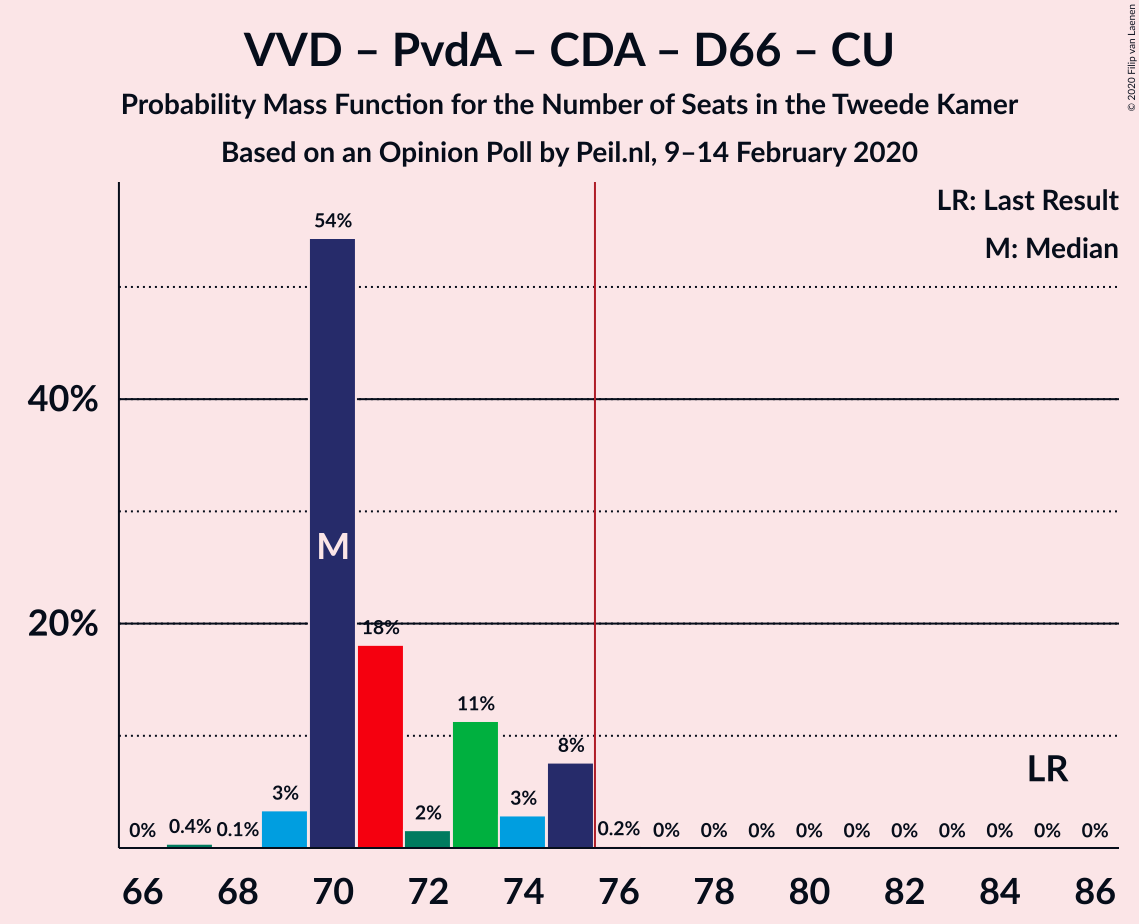 VVD – PvdA – CDA – D66 – CU
Probability Mass Function for the Number of Seats in the Tweede Kamer
Based on an Opinion Poll by Peil.nl, 9–14 February 2020
© 2020 Filip van Laenen
LR: Last Result
M: Median
54%
40%
M
20%
18%
11%
8%
LR
3%
3%
2%
0% 0.4% 0.1% 0.2% 0% 0% 0% 0% 0% 0% 0% 0% 0% 0%
66 68 70 72 74 76 78 80 82 84 86